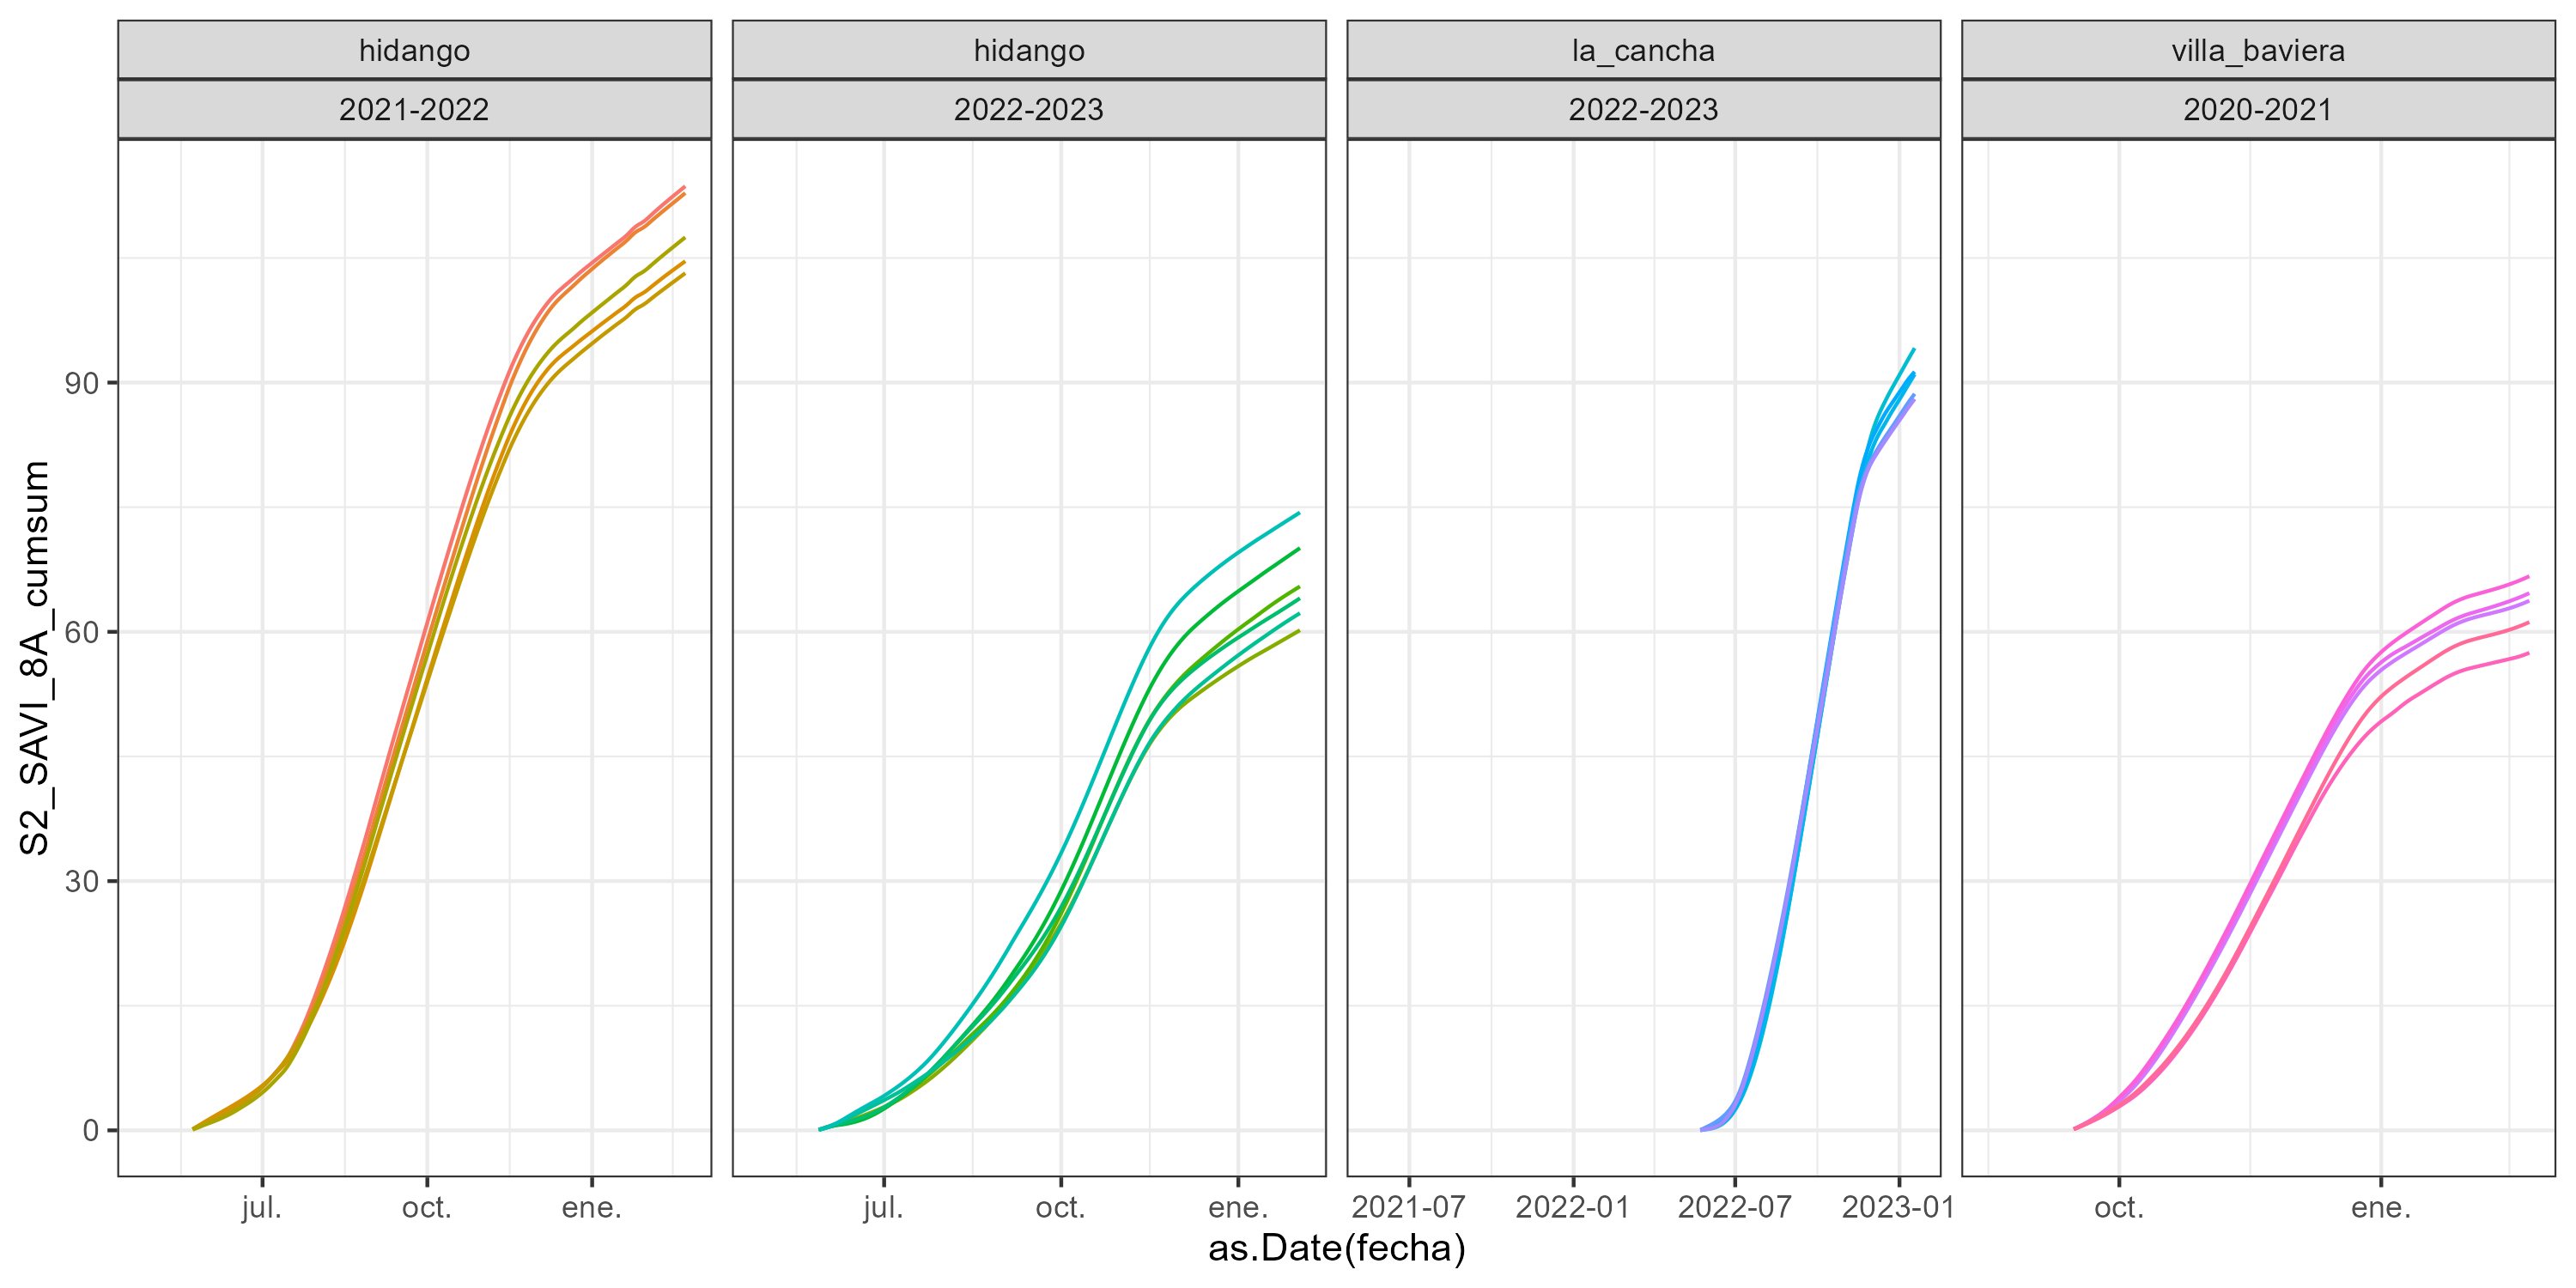 hidango hidango la_cancha villa_baviera
2021-2022 2022-2023 2022-2023 2020-2021
S2_SAVI_8A_cumsum
90
60
30
0
jul. oct. ene. jul. oct. ene. 2021-07 2022-01 2022-07 2023-01 oct. ene.
as.Date(fecha)